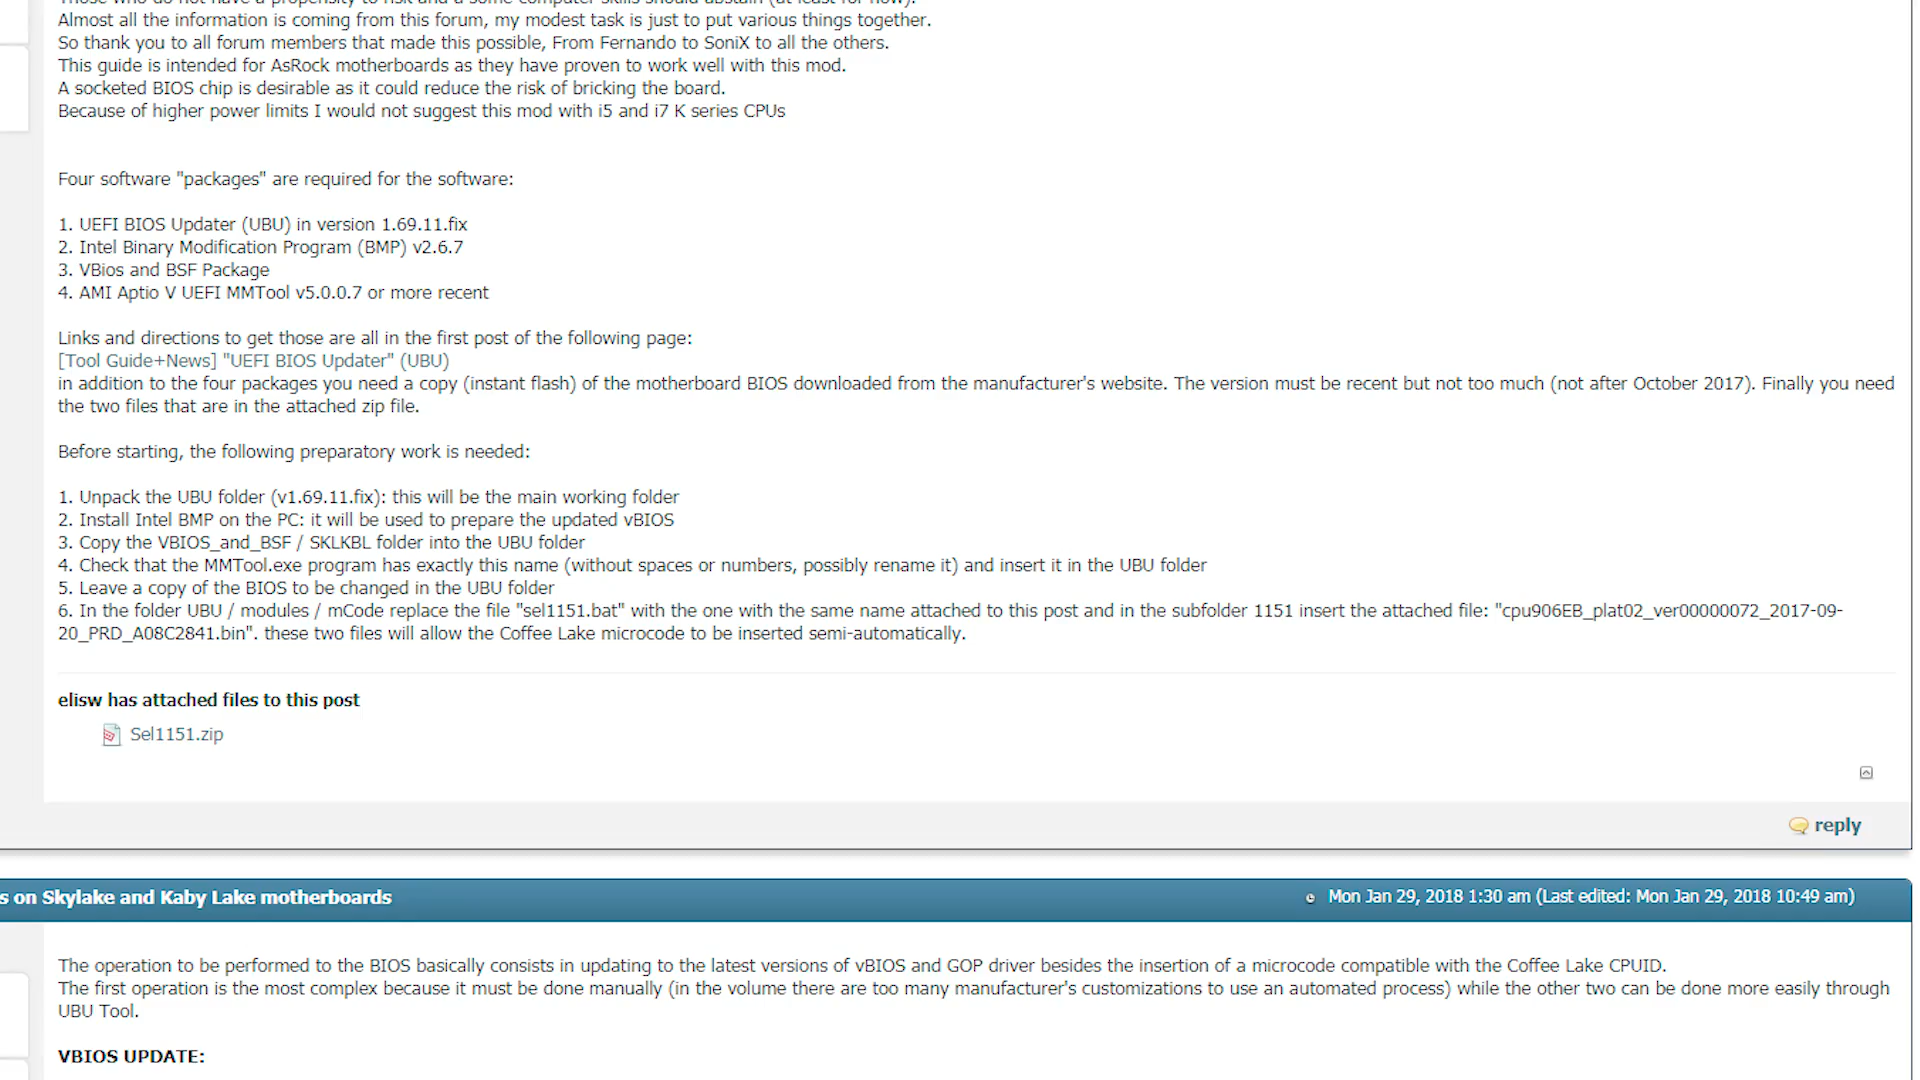 Those who do not have a propensity to risk and a some computer skills should abstain (at least for now).
Almost all the information is coming from this forum, my modest task is just to put various things together.
So thank you to all forum members that made this possible, From Fernando to SoniX to all the others.
This guide is intended for AsRock motherboards as they have proven to work well with this mod.
A socketed BIOS chip is desirable as it could reduce the risk of bricking the board.
Because of higher power limits I would not suggest this mod with i5 and i7 K series CPUs
Four software "packages" are required for the software:
1. UEFI BIOS Updater (UBU) in version 1.69.11.fix
2. Intel Binary Modification Program (BMP) v2.6.7
3. VBios and BSF Package
4. AMI Aptio V UEFI MMTool v5.0.0.7 or more recent
Links and directions to get those are all in the first post of the following page:
[Tool Guide+News] "UEFI BIOS Updater" (UBU)
in addition to the four packages you need a copy (instant flash) of the motherboard BIOS downloaded from the manufacturer's website. The version must be recent but not too much (not after October 2017). Finally you need
the two files that are in the attached zip file.
Before starting, the following preparatory work is needed:
1. Unpack the UBU folder (v1.69.11.fix): this will be the main working folder
2. Install Intel BMP on the PC: it will be used to prepare the updated vBIOS
3. Copy the VBIOS_and_BSF / SKLKBL folder into the UBU folder
4. Check that the MMTool.exe program has exactly this name (without spaces or numbers, possibly rename it) and insert it in the UBU folder
5. Leave a copy of the BIOS to be changed in the UBU folder
6. In the folder UBU / modules / mCode replace the file "sel1151.bat" with the one with the same name attached to this post and in the subfolder 1151 insert the attached file: "cpu906EB_plat02_ver00000072_2017-09-
20_PRD_A08C2841.bin". these two files will allow the Coffee Lake microcode to be inserted semi-automatically.
elisw has attached files to this post
Sel1151.zip
reply
s on Skylake and Kaby Lake motherboards
Mon Jan 29, 2018 1:30 am (Last edited: Mon Jan 29, 2018 10:49 am)
The operation to be performed to the BIOS basically consists in updating to the latest versions of vBIOS and GOP driver besides the insertion of a microcode compatible with the Coffee Lake CPUID.
The first operation is the most complex because it must be done manually (in the volume there are too many manufacturer's customizations to use an automated process) while the other two can be done more easily through
UBU Tool.
VBIOS UPDATE: